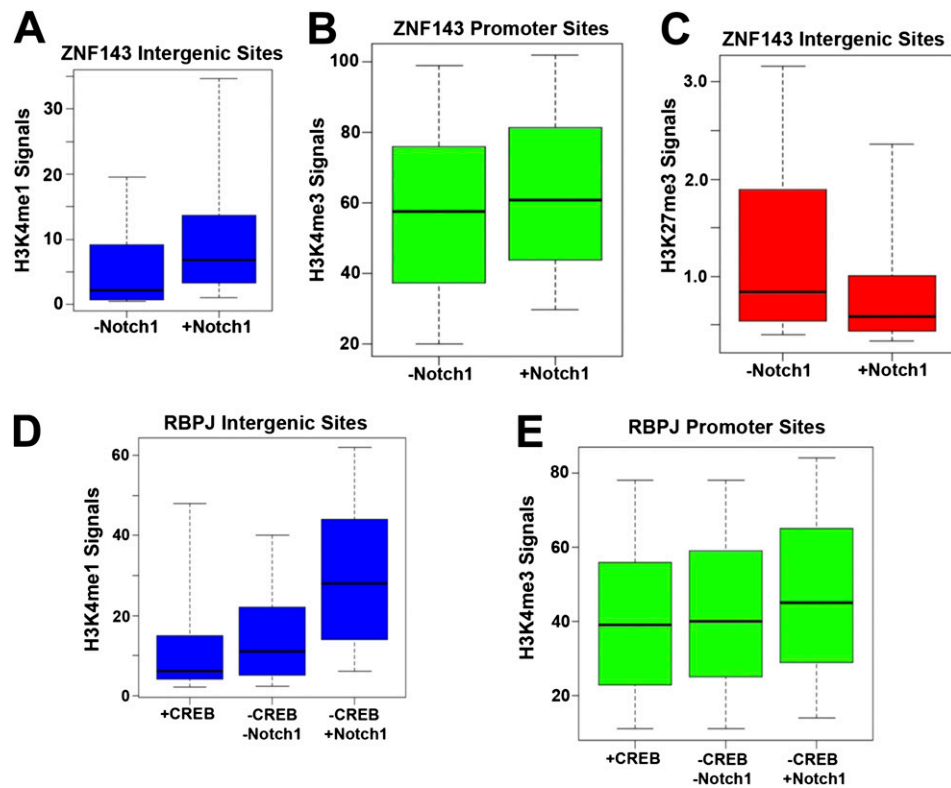 A
ZNF143 Intergenic Sites
H3K4me1 Signals
30
20
10
0
-Notch1 +Notch1
B
ZNF143 Promoter Sites
H3K4me3 Signals
100
80
60
40
20
-Notch1 +Notch1
C
ZNF143 Intergenic Sites
H3K27me3 Signals
3.0
2.0
1.0
-Notch1 +Notch1
D
RBPJ Intergenic Sites
H3K4me1 Signals
60
40
20
0
+CREB -CREB -CREB
-Notch1 +Notch1
E
RBPJ Promoter Sites
H3K4me3 Signals
80
60
40
20
+CREB -CREB -CREB
-Notch1 +Notch1